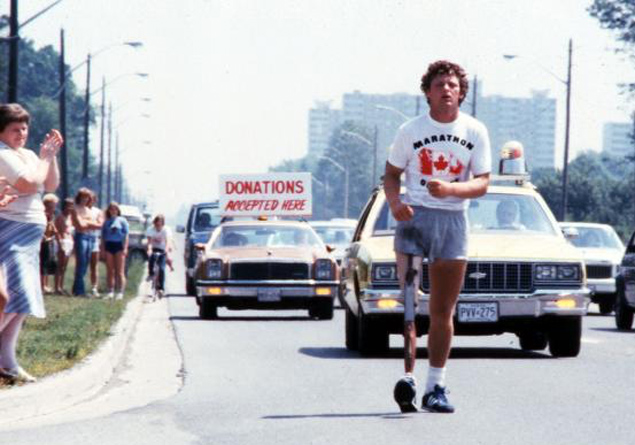 DONATIONS
ACCEPTED HERE
MARATHON
PVV·275